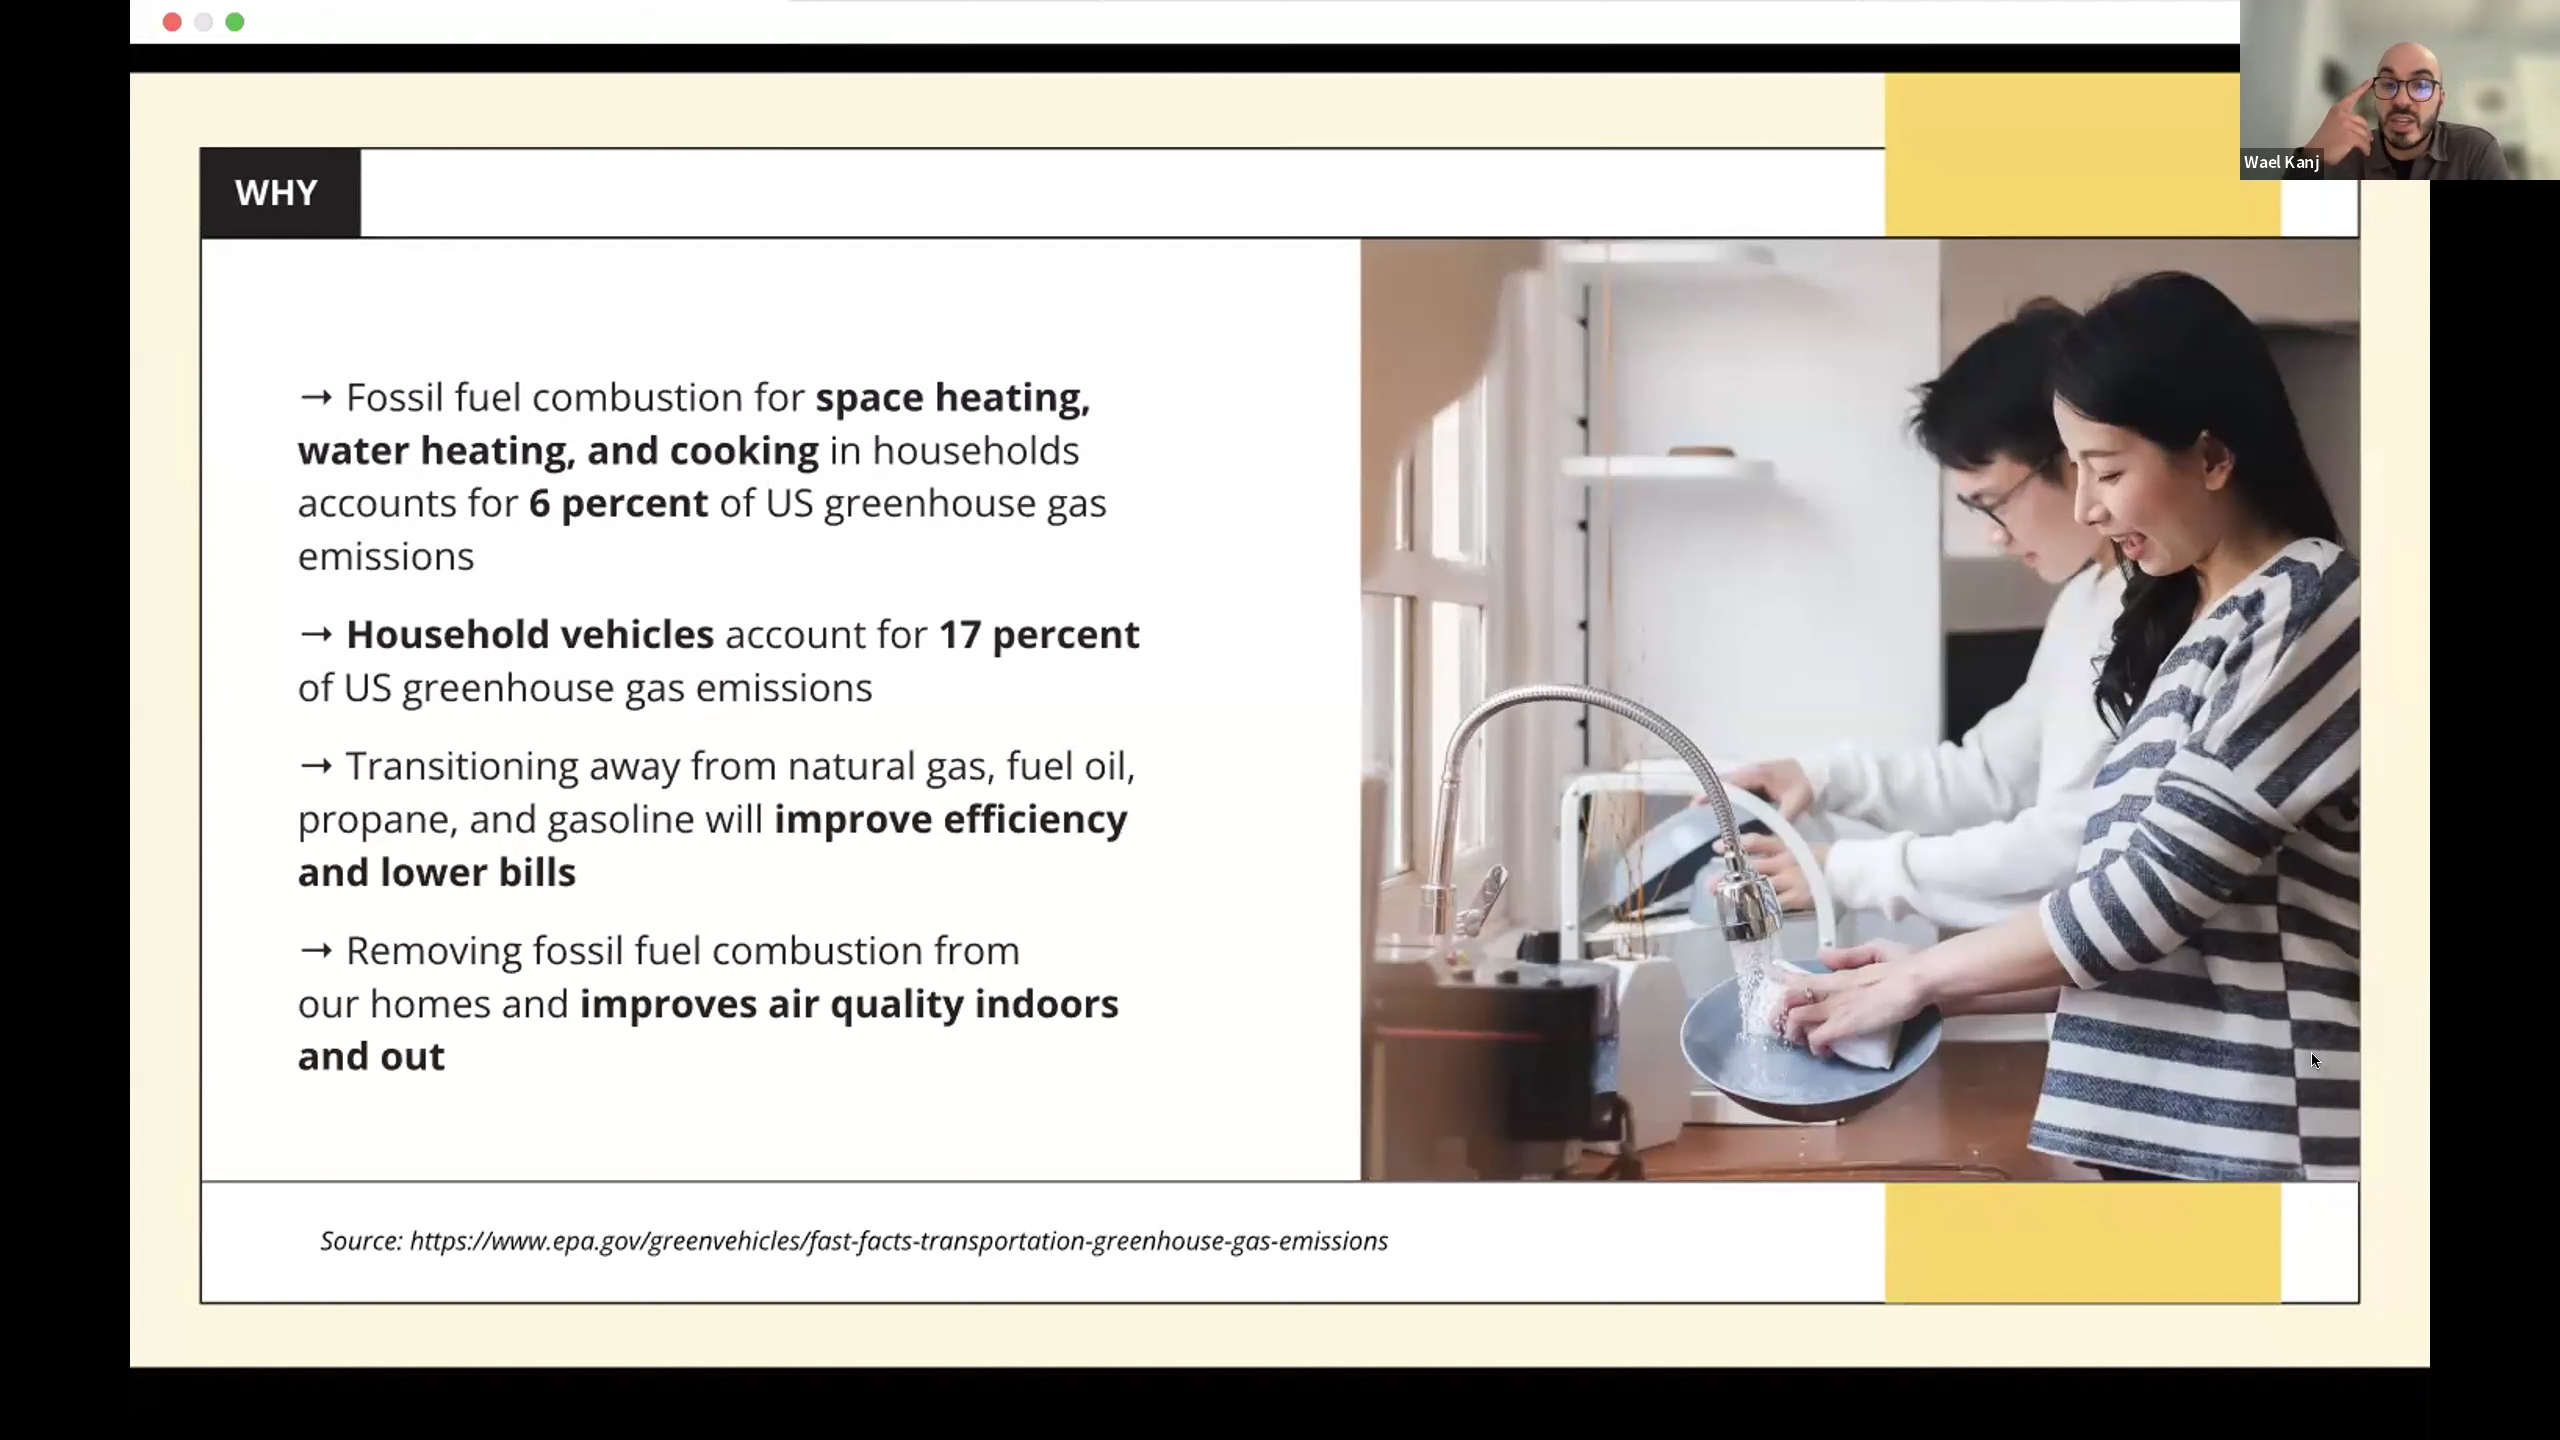 WHY
→ Fossil fuel combustion for space heating,
water heating, and cooking in households
accounts for 6 percent of US greenhouse gas
emissions
→ Household vehicles account for 17 percent
of US greenhouse gas emissions
→ Transitioning away from natural gas, fuel oil,
propane, and gasoline will improve efficiency
and lower bills
→ Removing fossil fuel combustion from
our homes and improves air quality indoors
and out
Source: https://www.epa.gov/greenvehicles/fast-facts-transportation-greenhouse-gas-emissions
Wael Kanj